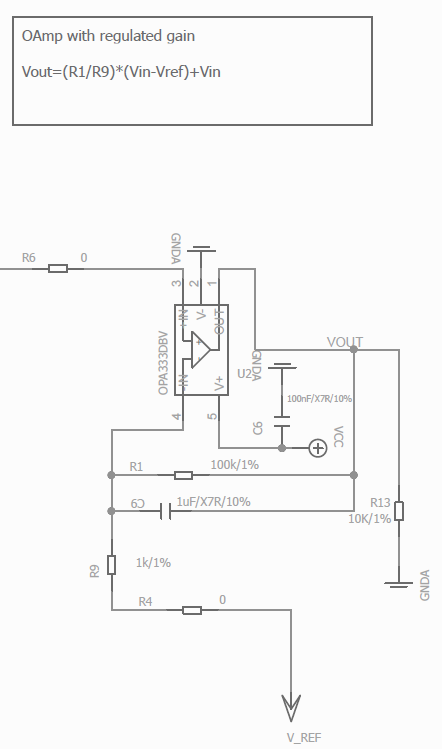 OAmp with regulated gain
Vout=(R1/R9)*(Vin-Vref)+Vin
R6
0
GNDA
3
2
1
IN+
V-
OUT
+
-
OPA333DBV
IN-
V+
U2
GNDA
VOUT
4
5
100nF/X7R/10%
C6
VCC
R1
100k/1%
C9
1uF/X7R/10%
R13
10K/1%
R9
1k/1%
R4
0
GNDA
V_REF